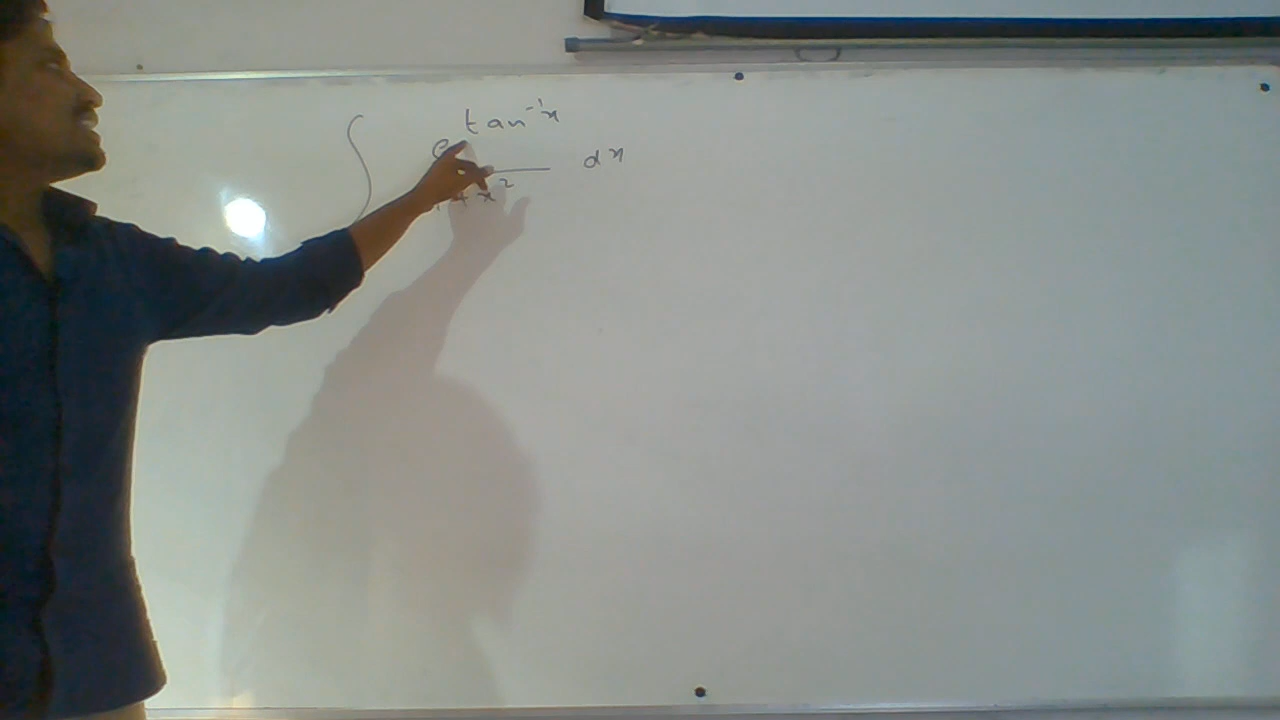 ∫ e^{tan⁻¹x} / + x² dx